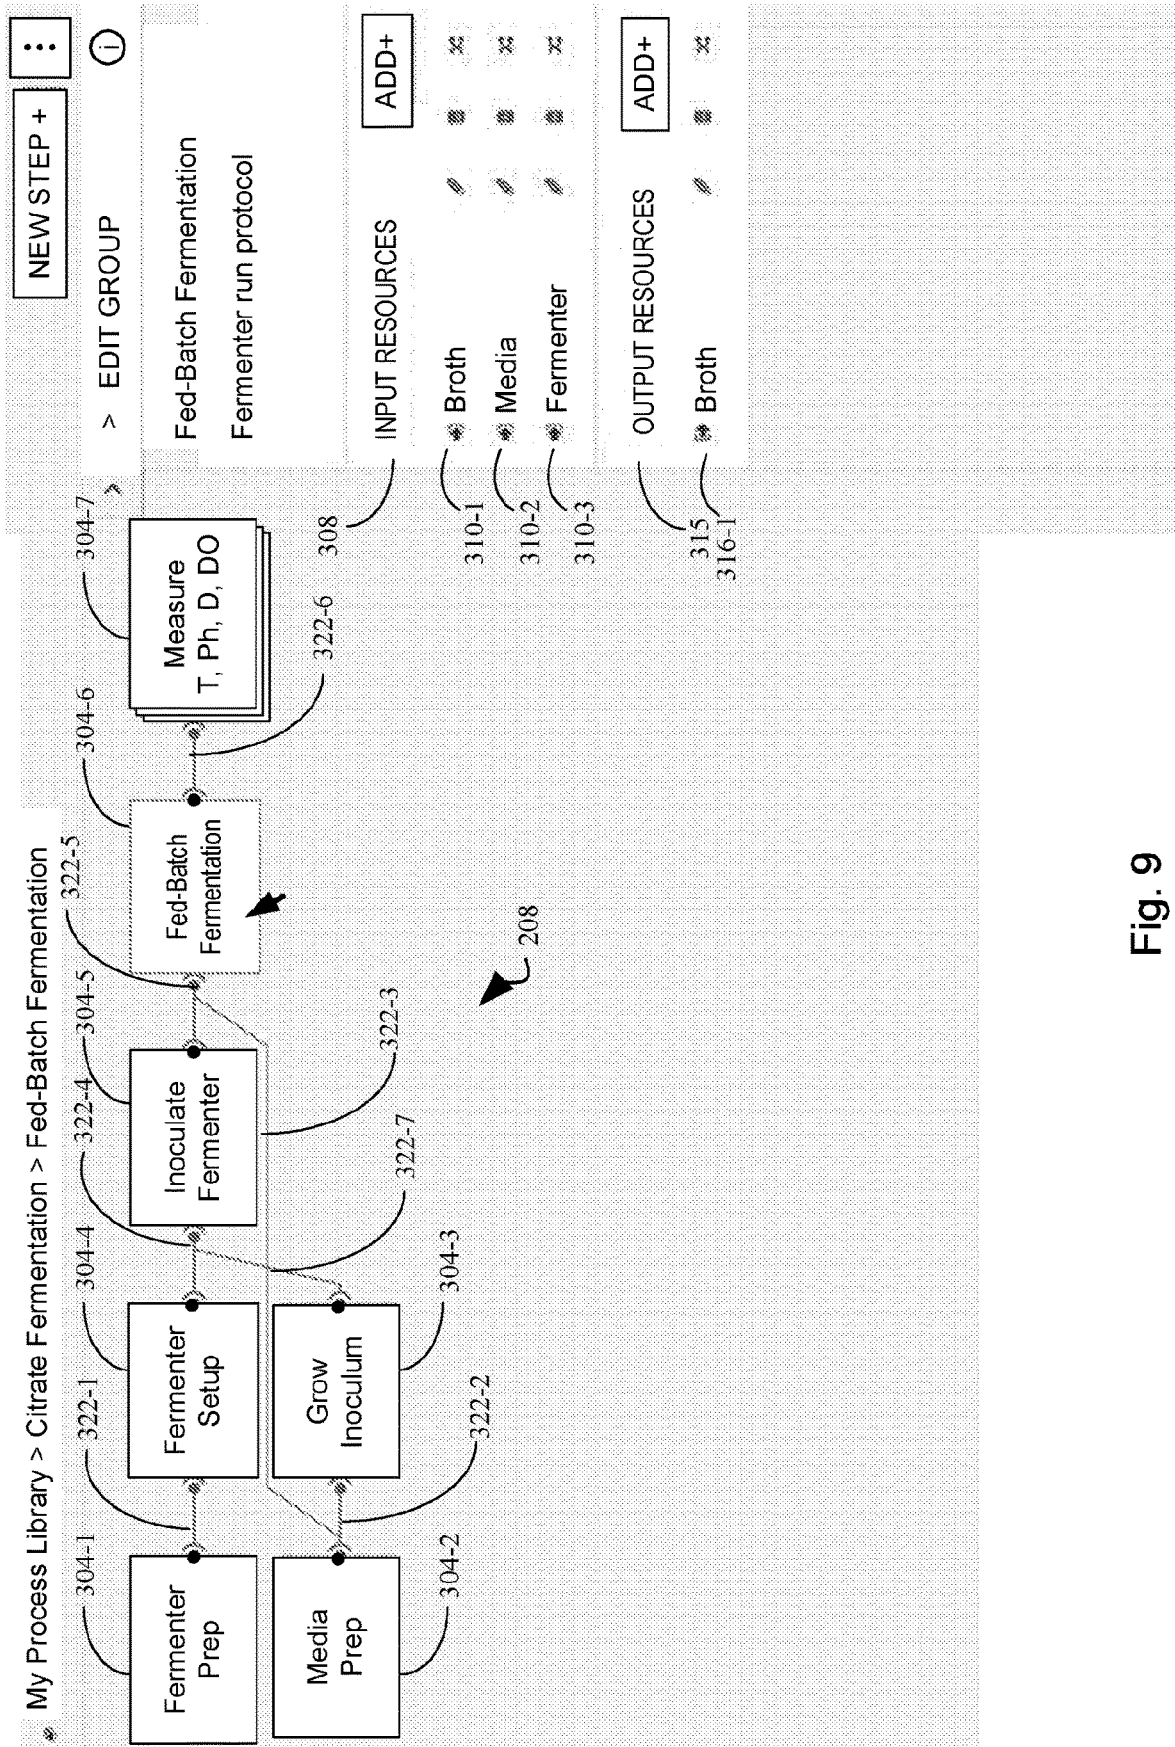 My Process Library > Citrate Fermentation > Fed-Batch Fermentation
NEW STEP +
⋮
304-1
322-1
304-4
322-4
304-5
322-5
304-6
304-7
> EDIT GROUP
i
Fermenter
Prep
Fermenter
Setup
Inoculate
Fermenter
Fed-Batch
Fermentation
Measure
T, Ph, D, DO
Fed-Batch Fermentation
Fermenter run protocol
Media
Prep
Grow
Inoculum
322-6
308
INPUT RESOURCES
ADD+
304-2
322-2
304-3
322-7
322-3
310-1
Broth
310-2
Media
310-3
Fermenter
208
315
OUTPUT RESOURCES
ADD+
316-1
Broth
Fig. 9